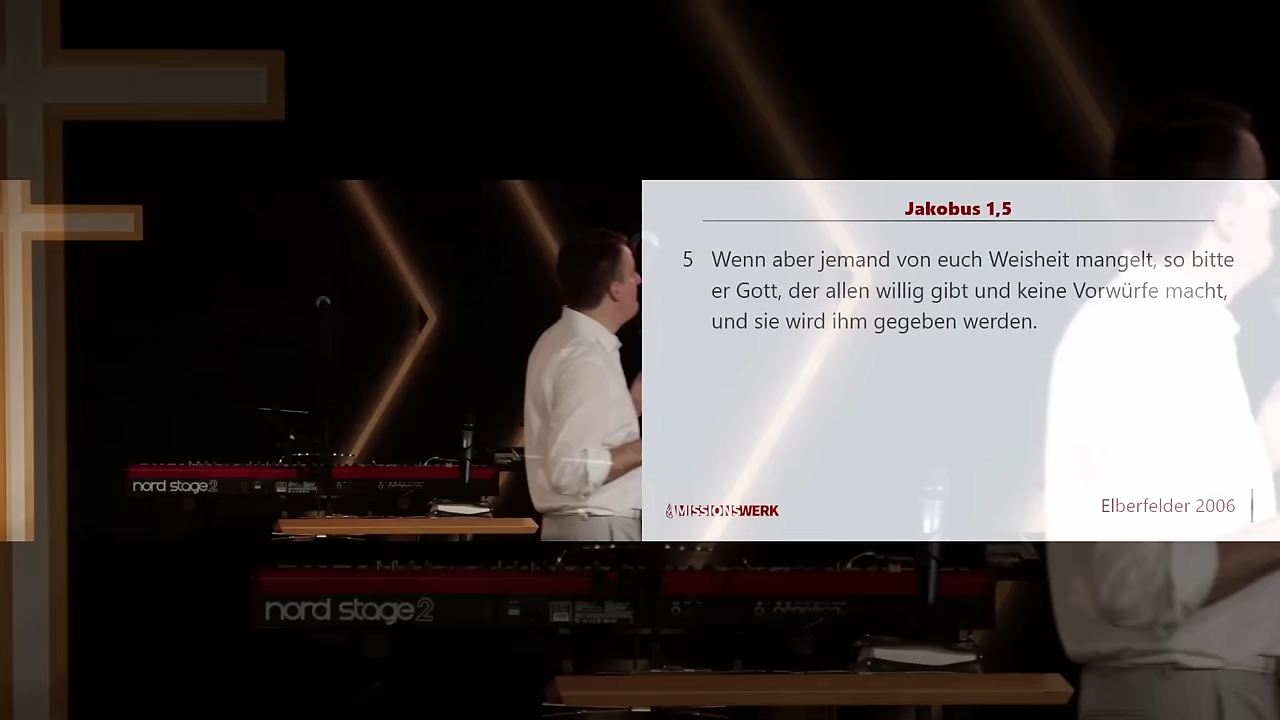 Jakobus 1,5
5 Wenn aber jemand von euch Weisheit mangelt, so bitte
er Gott, der allen willig gibt und keine Vorwürfe macht,
und sie wird ihm gegeben werden.
nord stage2
MISSIONSWERK
Elberfelder 2006
nord stage2